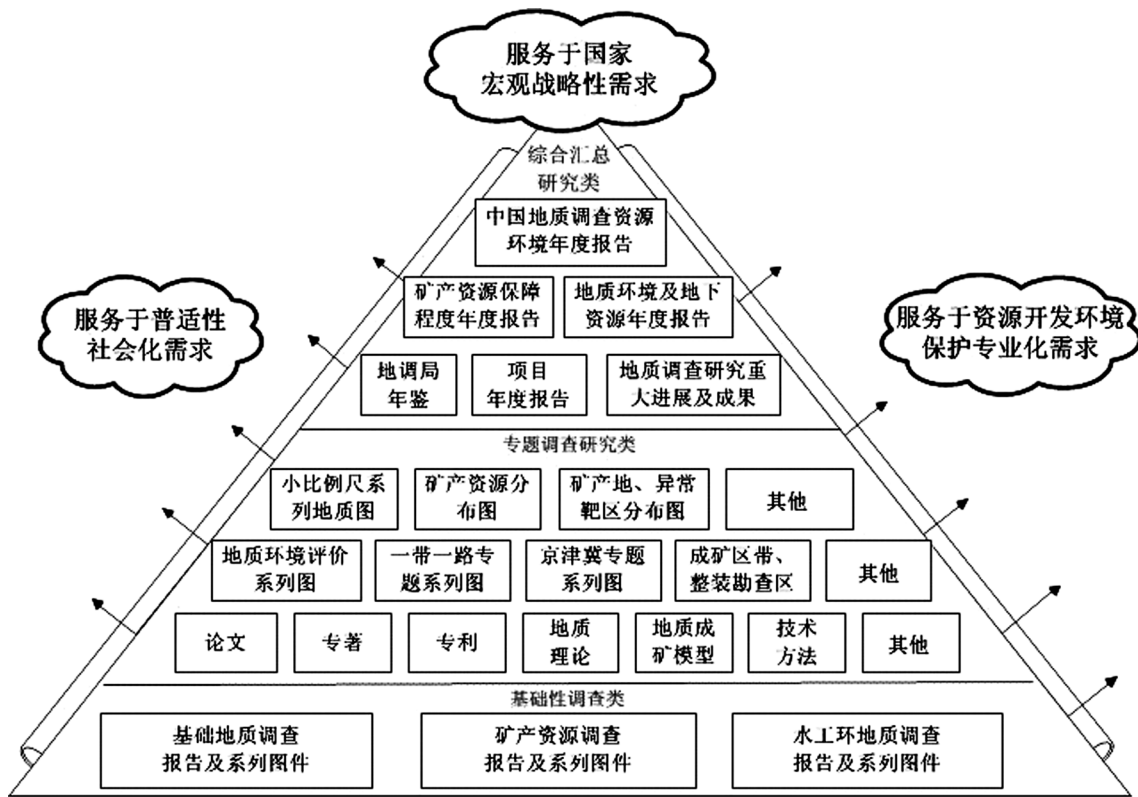 服务于国家
宏观战略性需求
综合汇总
研究类
中国地质调查资源
环境年度报告
矿产资源保障
程度年度报告
地质环境及地下
资源年度报告
服务于普适性
社会化需求
服务于资源开发环境
保护专业化需求
地调局
年鉴
项目
年度报告
地质调查研究重
大进展及成果
专题调查研究类
小比例尺系
列地质图
矿产资源分
布图
矿产地、异常
靶区分布图
其他
地质环境评价
系列图
一带一路专
题系列图
京津冀专题
系列图
成矿区带、
整装勘查区
其他
论文
专著
专利
地质
理论
地质成
矿模型
技术
方法
其他
基础性调查类
基础地质调查
报告及系列图件
矿产资源调查
报告及系列图件
水工环地质调查
报告及系列图件